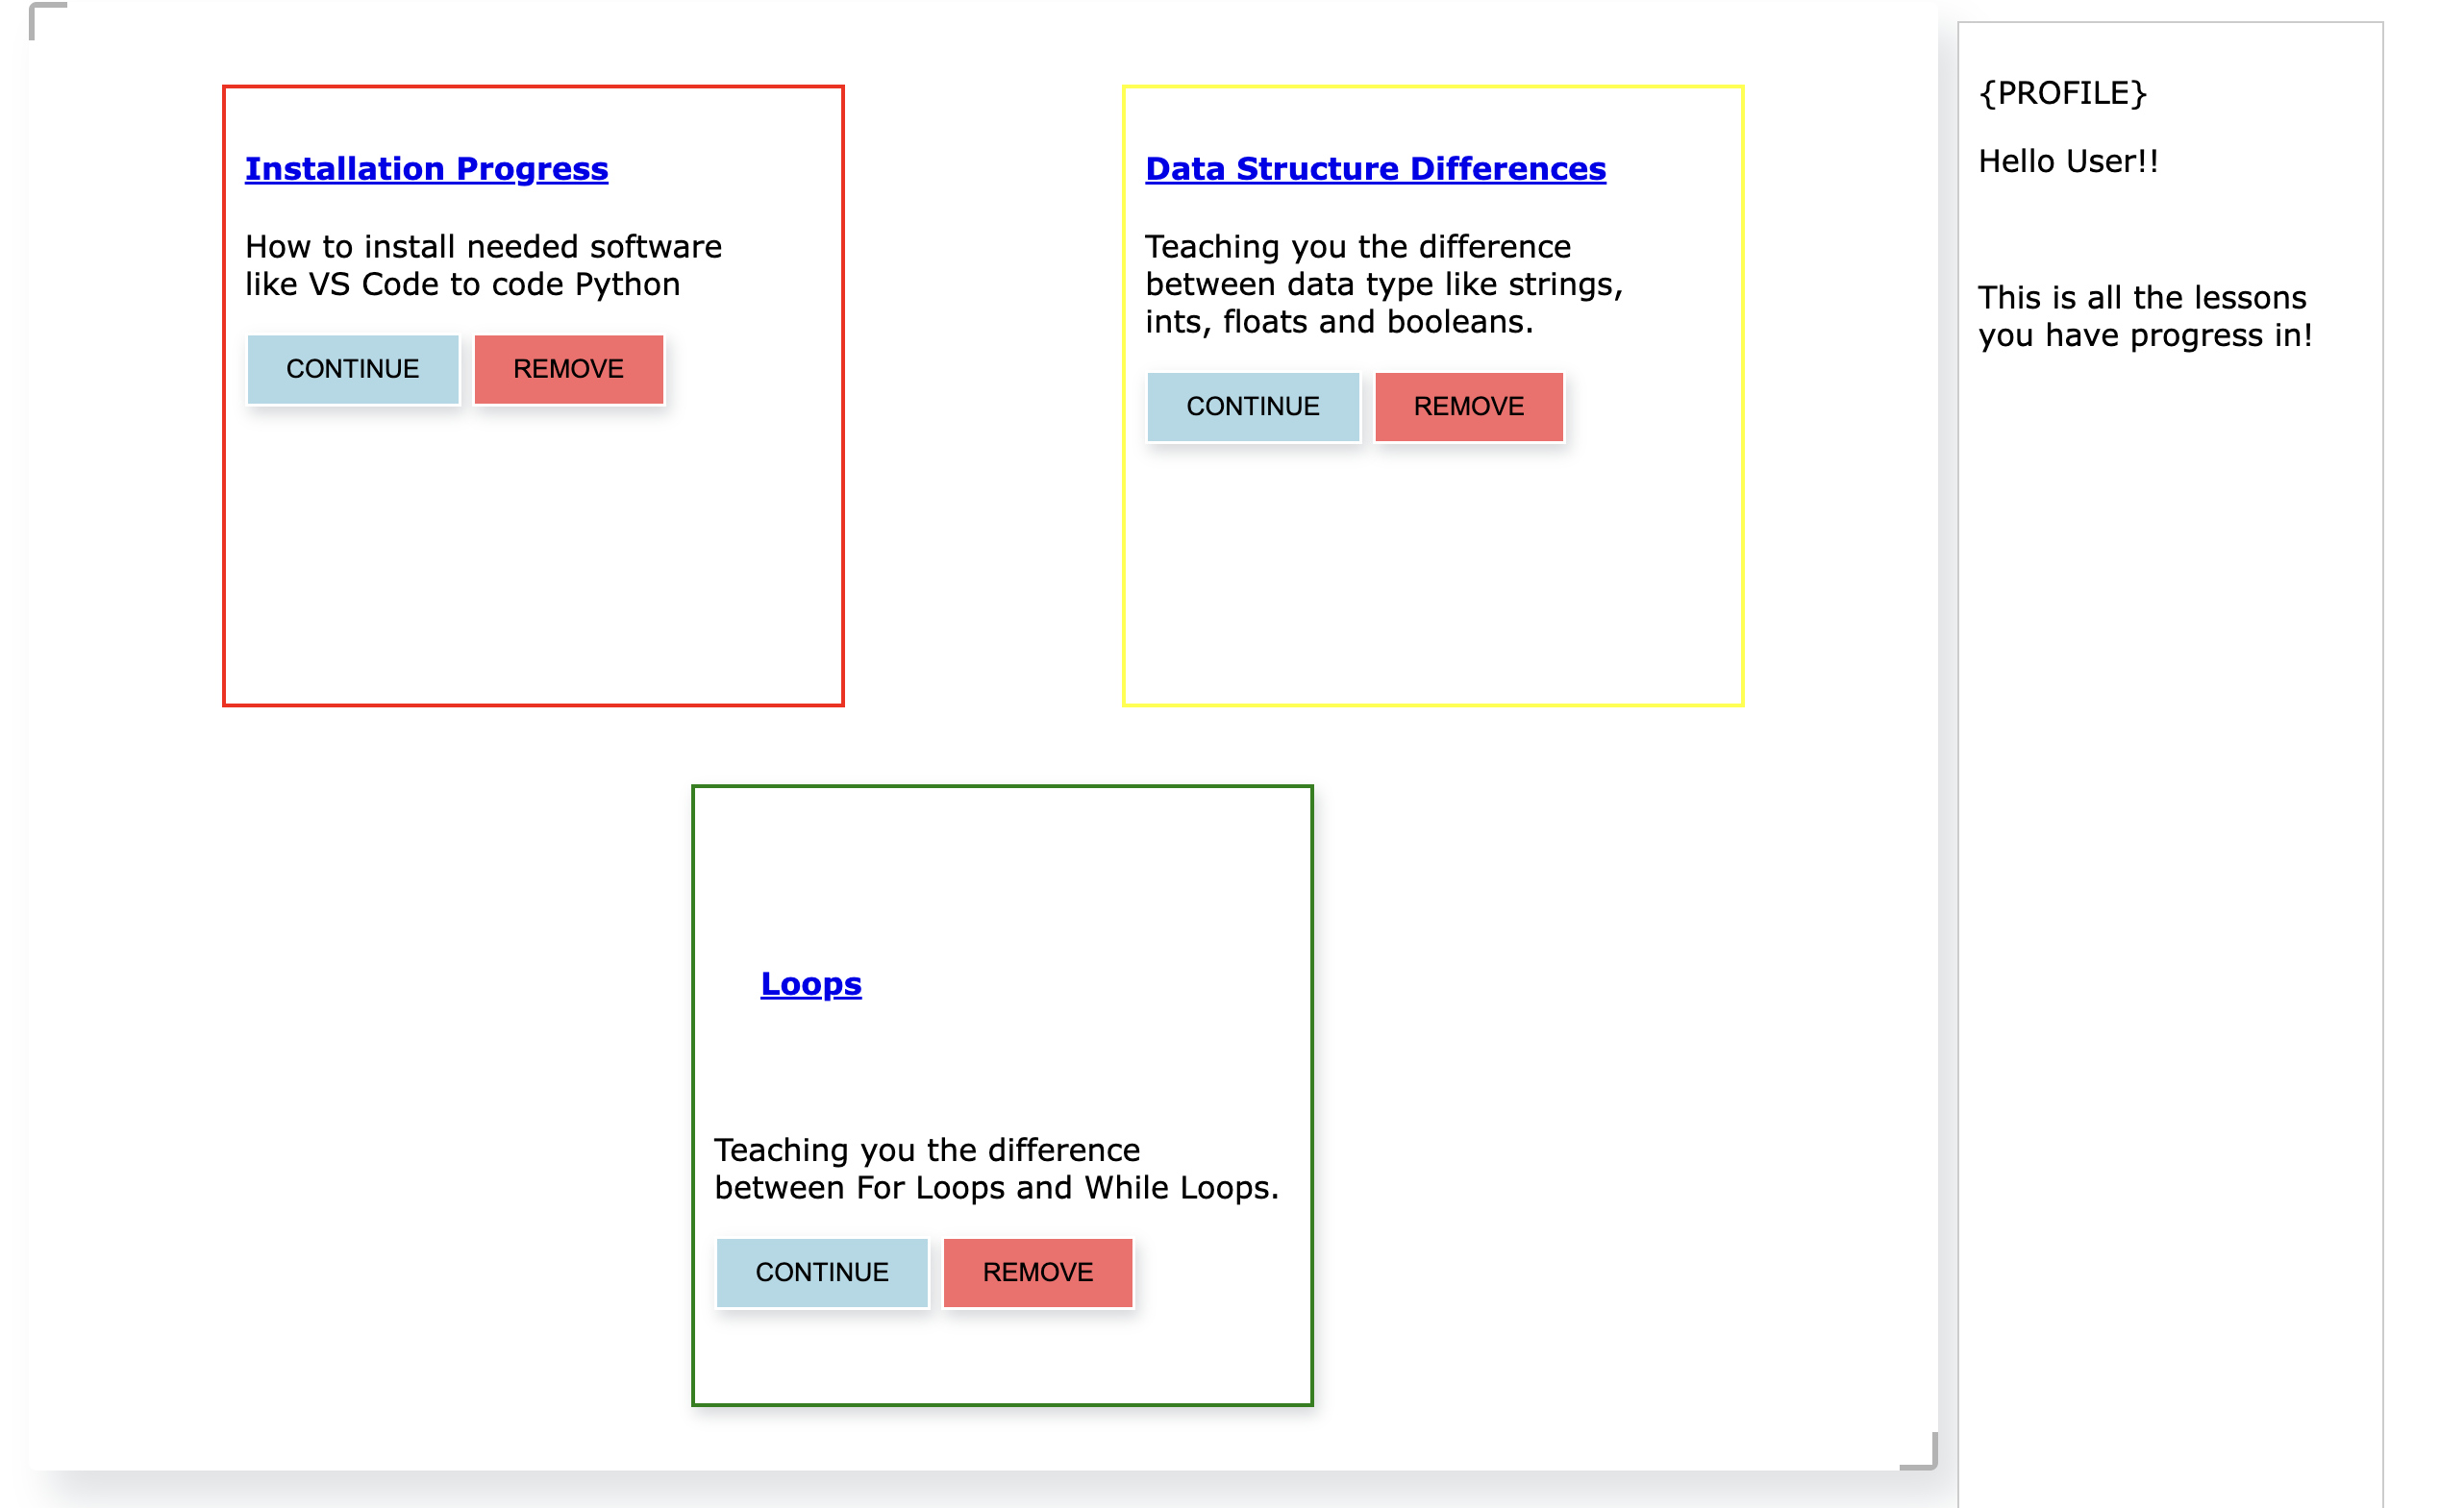 Installation Progress
How to install needed software
like VS Code to code Python
CONTINUE REMOVE
Data Structure Differences
Teaching you the difference
between data type like strings,
ints, floats and booleans.
CONTINUE REMOVE
Loops
Teaching you the difference
between For Loops and While Loops.
CONTINUE REMOVE
{PROFILE}
Hello User!!
This is all the lessons
you have progress in!